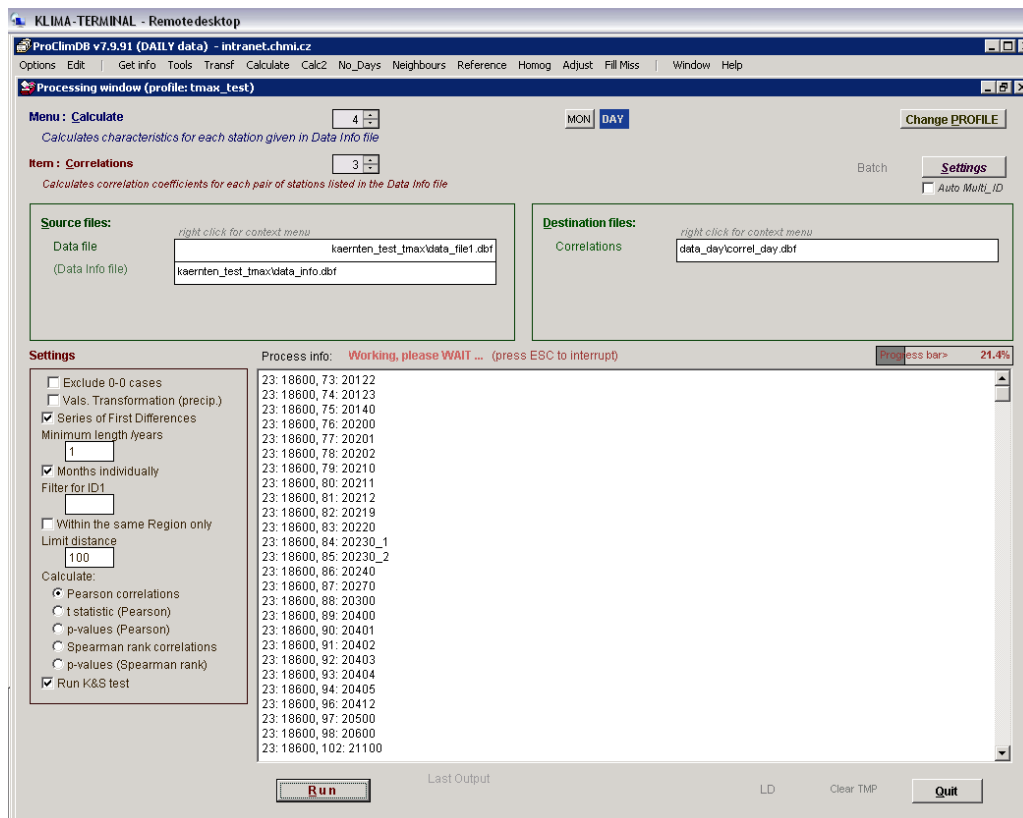 KLIMA-TERMINAL - Remotedesktop
ProClimDB v7.9.91 (DAILY data) - intranet.chmi.cz
Options Edit | Get info Tools Transf Calculate Calc2 No_Days Neighbours Reference Homog Adjust Fill Miss | Window Help
Processing window (profile: tmax_test)
Menu : Calculate 4 MON DAY Change PROFILE
Calculates characteristics for each station given in Data Info file
Item : Correlations 3 Batch Settings
Calculates correlation coefficients for each pair of stations listed in the Data Info file Auto Multi_ID
Source files: Destination files:
right click for context menu right click for context menu
Data file kaernten_test_tmax\data_file1.dbf Correlations data_day\correl_day.dbf
(Data Info file) kaernten_test_tmax\data_info.dbf
Settings Process info: Working, please WAIT ... (press ESC to interrupt) Progress bar> 21.4%
Exclude 0-0 cases
Vals. Transformation (precip.)
Series of First Differences
Minimum length /years
1
Months individually
Filter for ID1
Within the same Region only
Limit distance
100
Calculate:
Pearson correlations
t statistic (Pearson)
p-values (Pearson)
Spearman rank correlations
p-values (Spearman rank)
Run K&S test
23: 18600, 73: 20122
23: 18600, 74: 20123
23: 18600, 75: 20140
23: 18600, 76: 20200
23: 18600, 77: 20201
23: 18600, 78: 20202
23: 18600, 79: 20210
23: 18600, 80: 20211
23: 18600, 81: 20212
23: 18600, 82: 20219
23: 18600, 83: 20220
23: 18600, 84: 20230_1
23: 18600, 85: 20230_2
23: 18600, 86: 20240
23: 18600, 87: 20270
23: 18600, 88: 20300
23: 18600, 89: 20400
23: 18600, 90: 20401
23: 18600, 91: 20402
23: 18600, 92: 20403
23: 18600, 93: 20404
23: 18600, 94: 20405
23: 18600, 96: 20412
23: 18600, 97: 20500
23: 18600, 98: 20600
23: 18600, 102: 21100
Run Last Output LD Clear TMP Quit